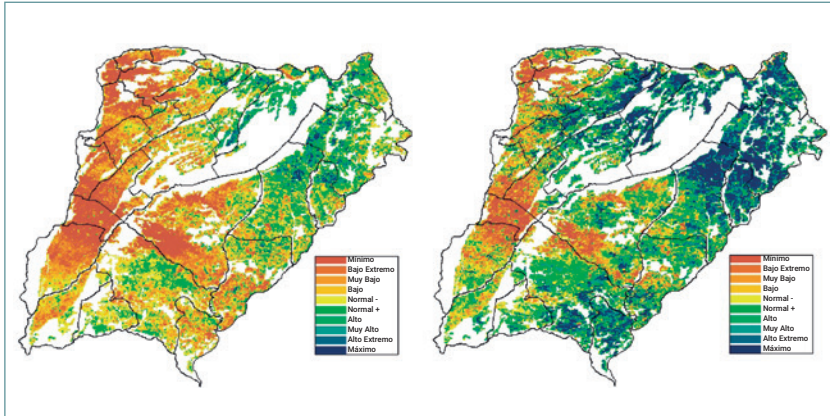 Mínimo
Bajo Extremo
Muy Bajo
Bajo
Normal -
Normal +
Alto
Muy Alto
Alto Extremo
Máximo
Mínimo
Bajo Extremo
Muy Bajo
Bajo
Normal -
Normal +
Alto
Muy Alto
Alto Extremo
Máximo